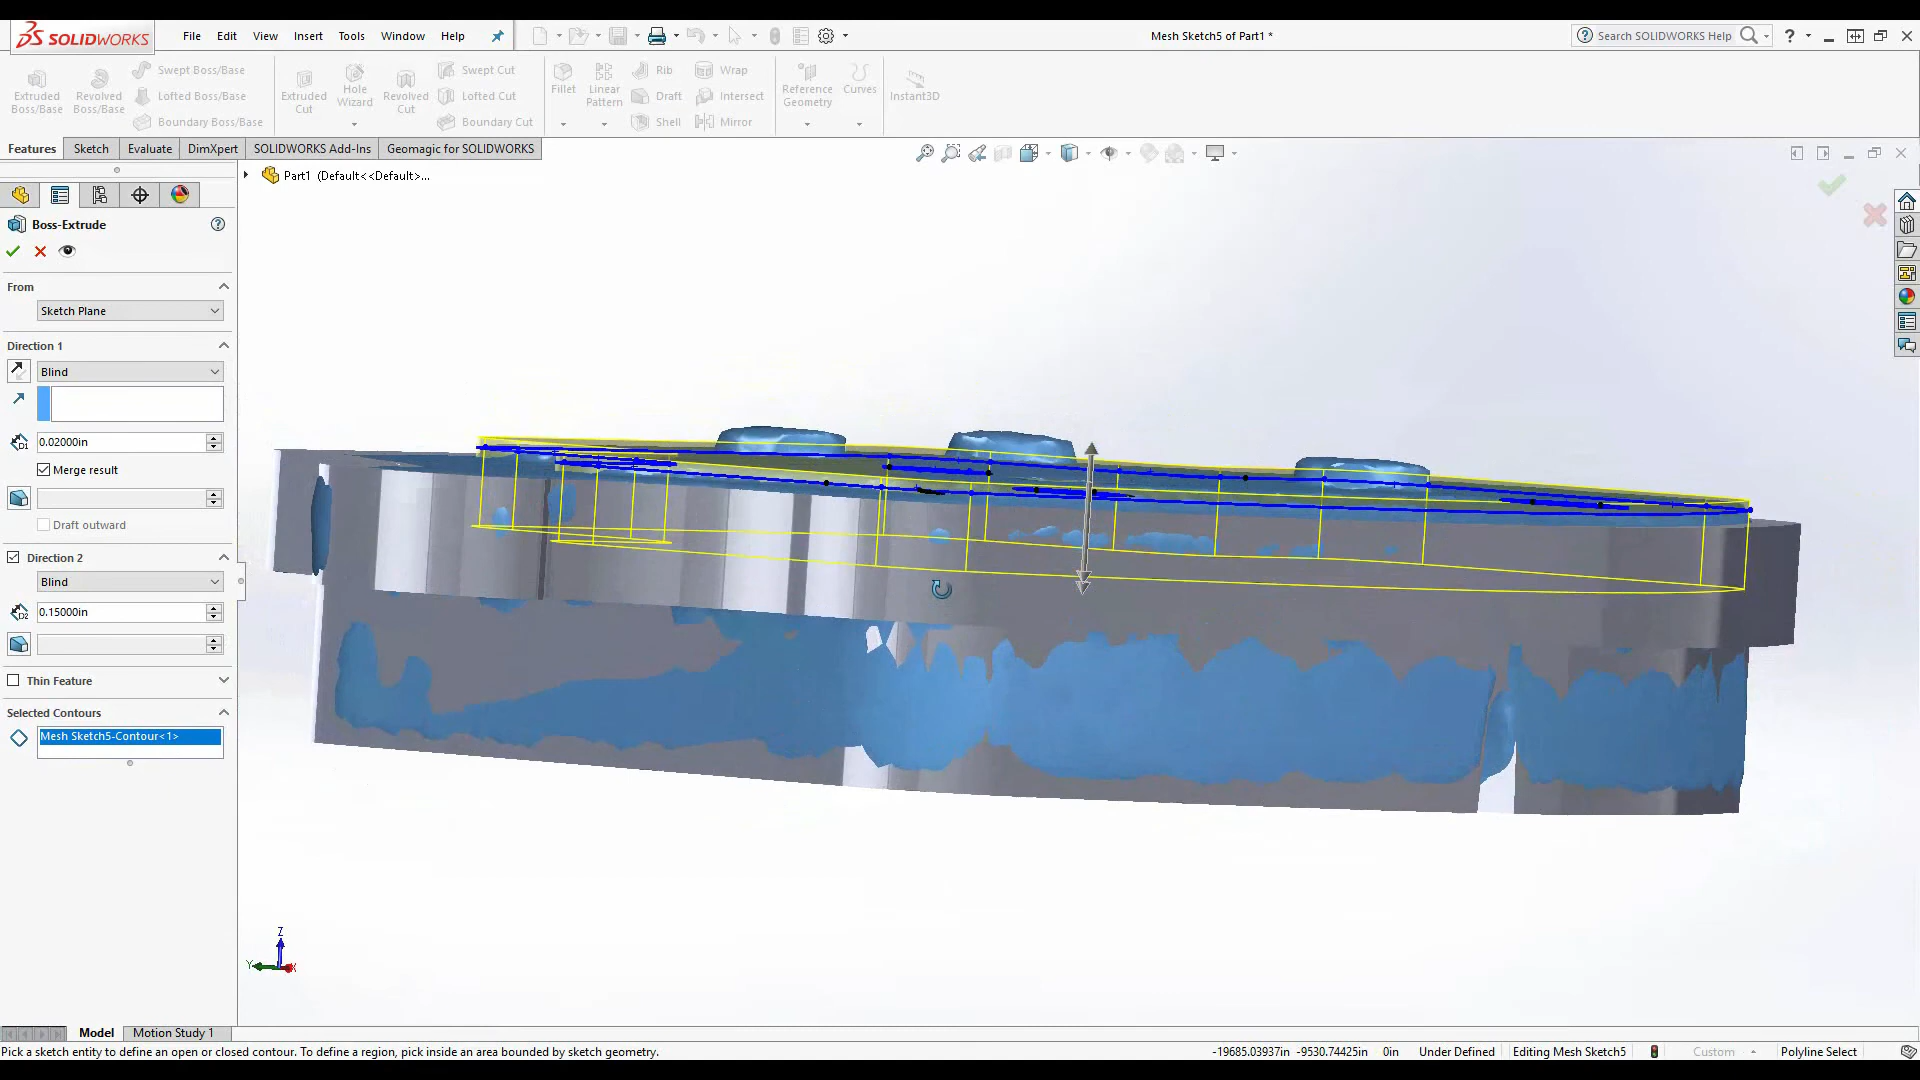 SOLIDWORKS File Edit View Insert Tools Window Help Mesh Sketch5 of Part1 * Search SOLIDWORKS Help ?
Extruded Boss/Base
Revolved Boss/Base
Swept Boss/Base
Lofted Boss/Base
Boundary Boss/Base
Extruded Cut
Hole Wizard
Revolved Cut
Swept Cut
Lofted Cut
Boundary Cut
Fillet
Linear Pattern
Rib
Draft
Shell
Wrap
Intersect
Mirror
Reference Geometry
Curves
Instant3D
Features Sketch Evaluate DimXpert SOLIDWORKS Add-Ins Geomagic for SOLIDWORKS
Part1 (Default<<Default>...
Boss-Extrude ?
From
Sketch Plane
Direction 1
Blind
D1 0.02000in
Merge result
Draft outward
Direction 2
Blind
D2 0.15000in
Thin Feature
Selected Contours
Mesh Sketch5-Contour<1>
Z
Y X
Model Motion Study 1
Pick a sketch entity to define an open or closed contour. To define a region, pick inside an area bounded by sketch geometry. -19685.03937in -9530.74425in 0in Under Defined Editing Mesh Sketch5 Custom Polyline Select